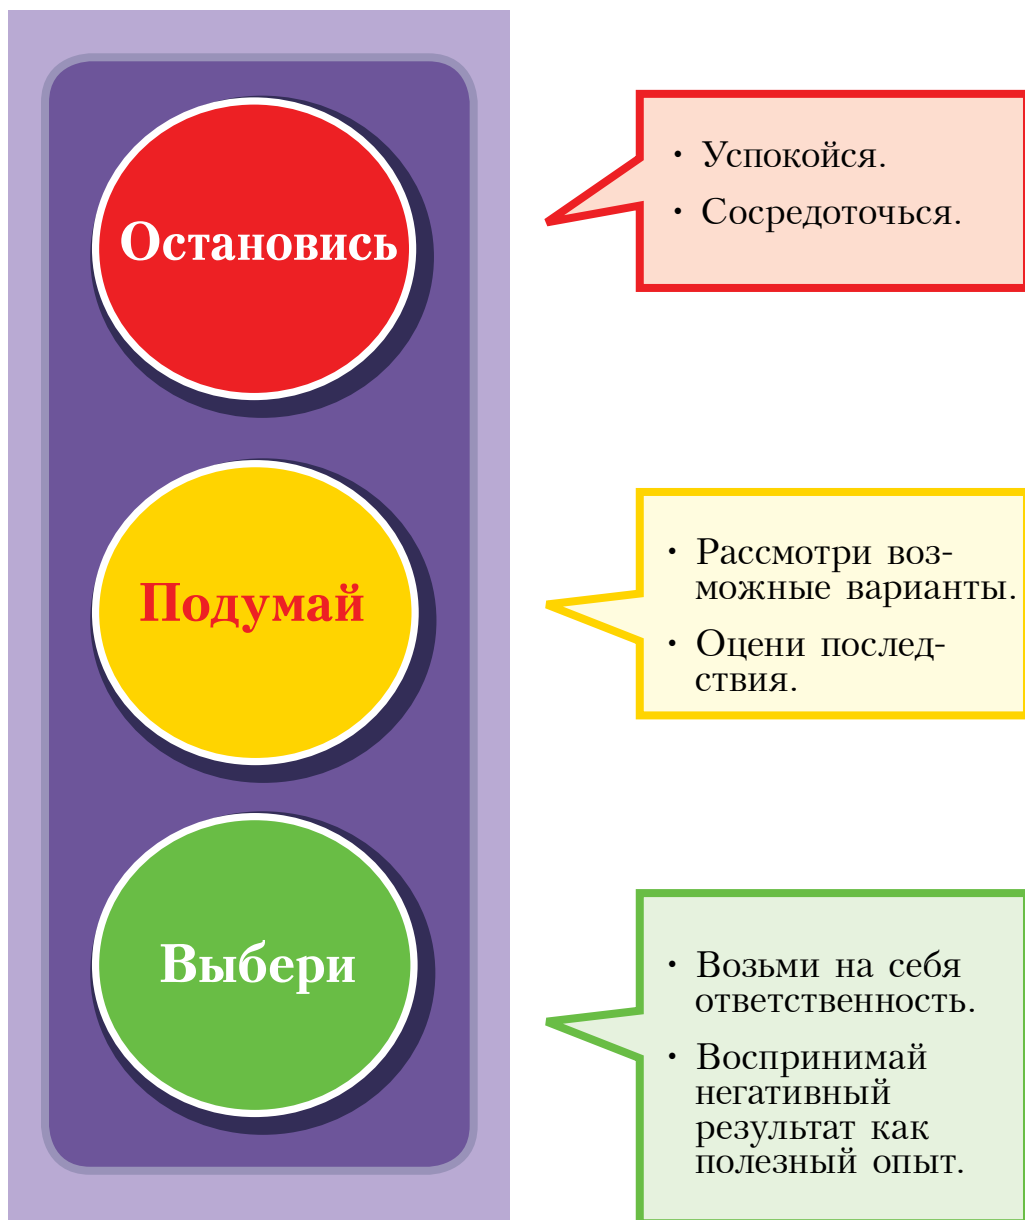 Остановись
· Успокойся.
· Сосредоточься.
Подумай
· Рассмотри воз-
можные варианты.
· Оцени послед-
ствия.
Выбери
· Возьми на себя
ответственность.
· Воспринимай
негативный
результат как
полезный опыт.